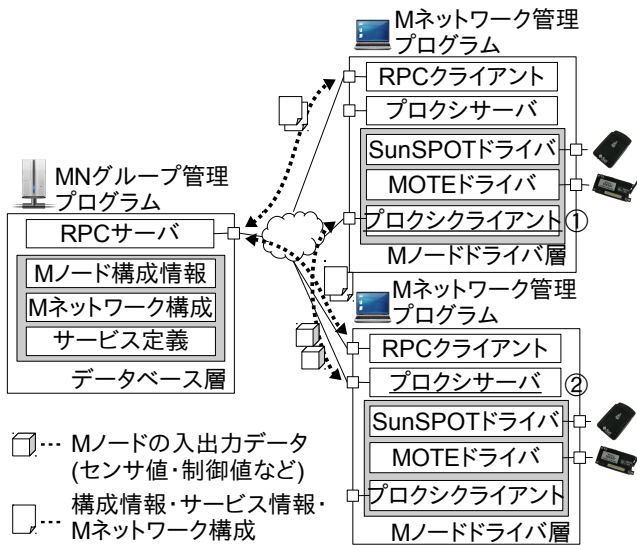 Mネットワーク管理
プログラム
RPCクライアント
プロクシサーバ
SunSPOTドライバ
MOTEドライバ
プロクシクライアント①
Mノードドライバ層
MNグループ管理
プログラム
RPCサーバ
Mノード構成情報
Mネットワーク構成
サービス定義
データベース層
Mネットワーク管理
プログラム
RPCクライアント
プロクシサーバ ②
SunSPOTドライバ
MOTEドライバ
プロクシクライアント
Mノードドライバ層
… Mノードの入出力データ
(センサ値・制御値など)
… 構成情報・サービス情報・
Mネットワーク構成